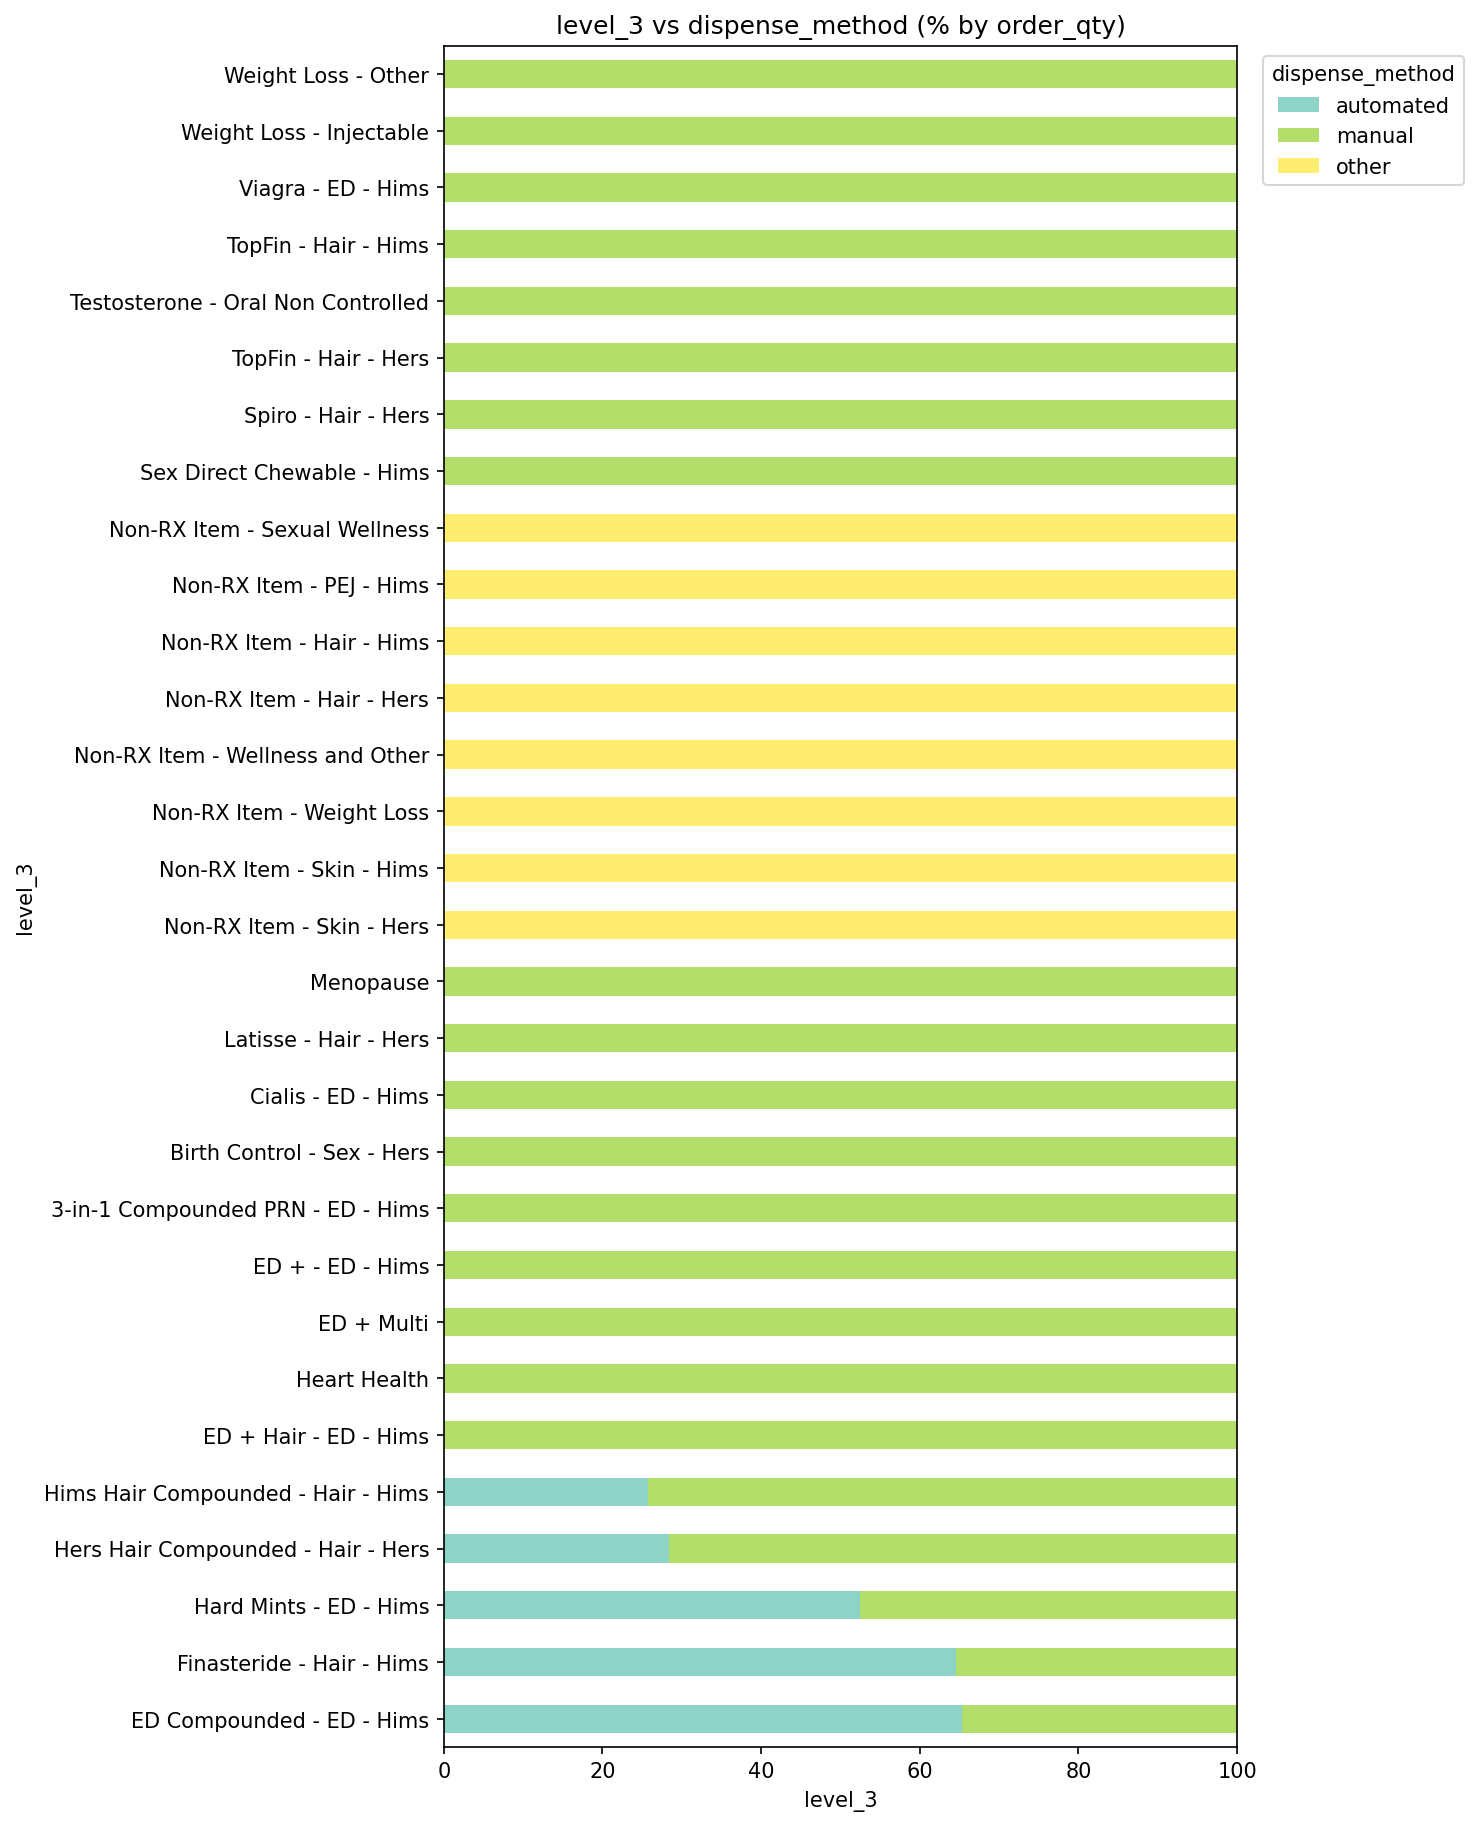 level_3 vs dispense_method (% by order_qty)
dispense_method
automated
manual
other
Weight Loss - Other
Weight Loss - Injectable
Viagra - ED - Hims
TopFin - Hair - Hims
Testosterone - Oral Non Controlled
TopFin - Hair - Hers
Spiro - Hair - Hers
Sex Direct Chewable - Hims
Non-RX Item - Sexual Wellness
Non-RX Item - PEJ - Hims
Non-RX Item - Hair - Hims
Non-RX Item - Hair - Hers
Non-RX Item - Wellness and Other
Non-RX Item - Weight Loss
Non-RX Item - Skin - Hims
Non-RX Item - Skin - Hers
Menopause
Latisse - Hair - Hers
Cialis - ED - Hims
Birth Control - Sex - Hers
3-in-1 Compounded PRN - ED - Hims
ED + - ED - Hims
ED + Multi
Heart Health
ED + Hair - ED - Hims
Hims Hair Compounded - Hair - Hims
Hers Hair Compounded - Hair - Hers
Hard Mints - ED - Hims
Finasteride - Hair - Hims
ED Compounded - ED - Hims
level_3
0 20 40 60 80 100
level_3